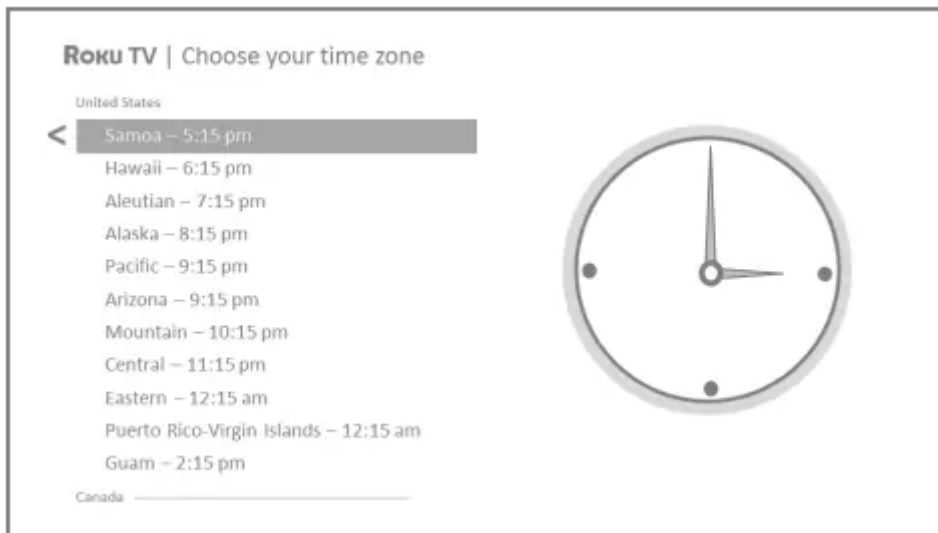 ROKU TV | Choose your time zone
United States
<
Samoa – 5:15 pm
Hawaii – 6:15 pm
Aleutian – 7:15 pm
Alaska – 8:15 pm
Pacific – 9:15 pm
Arizona – 9:15 pm
Mountain – 10:15 pm
Central – 11:15 pm
Eastern – 12:15 am
Puerto Rico-Virgin Islands – 12:15 am
Guam – 2:15 pm
Canada